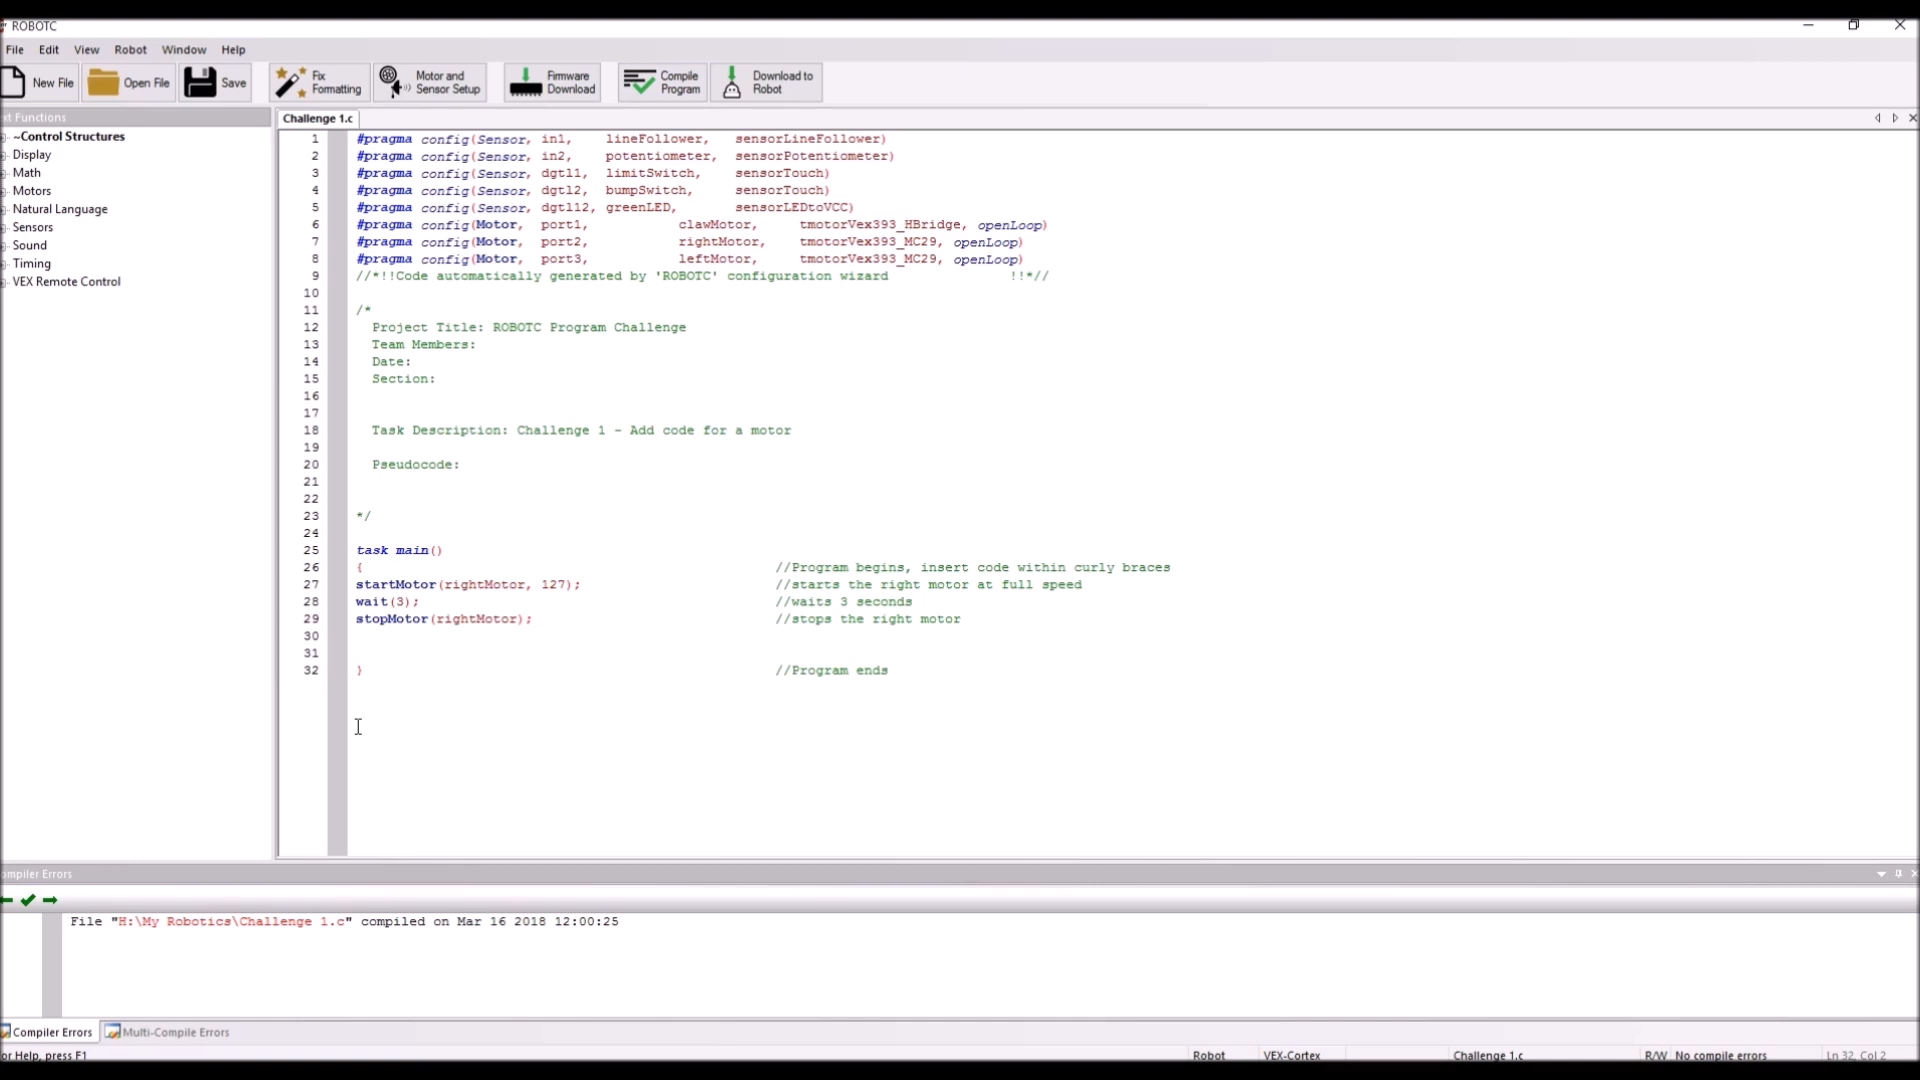 ROBOTC
File Edit View Robot Window Help
New File Open File Save Fix Formatting Motor and Sensor Setup Firmware Download Compile Program Download to Robot
xt Functions
~Control Structures
Display
Math
Motors
Natural Language
Sensors
Sound
Timing
VEX Remote Control
Challenge 1.c
1 #pragma config(Sensor, in1, lineFollower, sensorLineFollower)
2 #pragma config(Sensor, in2, potentiometer, sensorPotentiometer)
3 #pragma config(Sensor, dgtl1, limitSwitch, sensorTouch)
4 #pragma config(Sensor, dgtl2, bumpSwitch, sensorTouch)
5 #pragma config(Sensor, dgtl12, greenLED, sensorLEDtoVCC)
6 #pragma config(Motor, port1, clawMotor, tmotorVex393_HBridge, openLoop)
7 #pragma config(Motor, port2, rightMotor, tmotorVex393_MC29, openLoop)
8 #pragma config(Motor, port3, leftMotor, tmotorVex393_MC29, openLoop)
9 //*!!Code automatically generated by 'ROBOTC' configuration wizard !!*//
10
11 /*
12 Project Title: ROBOTC Program Challenge
13 Team Members:
14 Date:
15 Section:
16
17
18 Task Description: Challenge 1 - Add code for a motor
19
20 Pseudocode:
21
22
23 */
24
25 task main()
26 { //Program begins, insert code within curly braces
27 startMotor(rightMotor, 127); //starts the right motor at full speed
28 wait(3); //waits 3 seconds
29 stopMotor(rightMotor); //stops the right motor
30
31
32 } //Program ends
ompiler Errors
File "H:\My Robotics\Challenge 1.c" compiled on Mar 16 2018 12:00:25
Compiler Errors Multi-Compile Errors
or Help, press F1 Robot VEX-Cortex Challenge 1.c R/W No compile errors Ln 32, Col 2